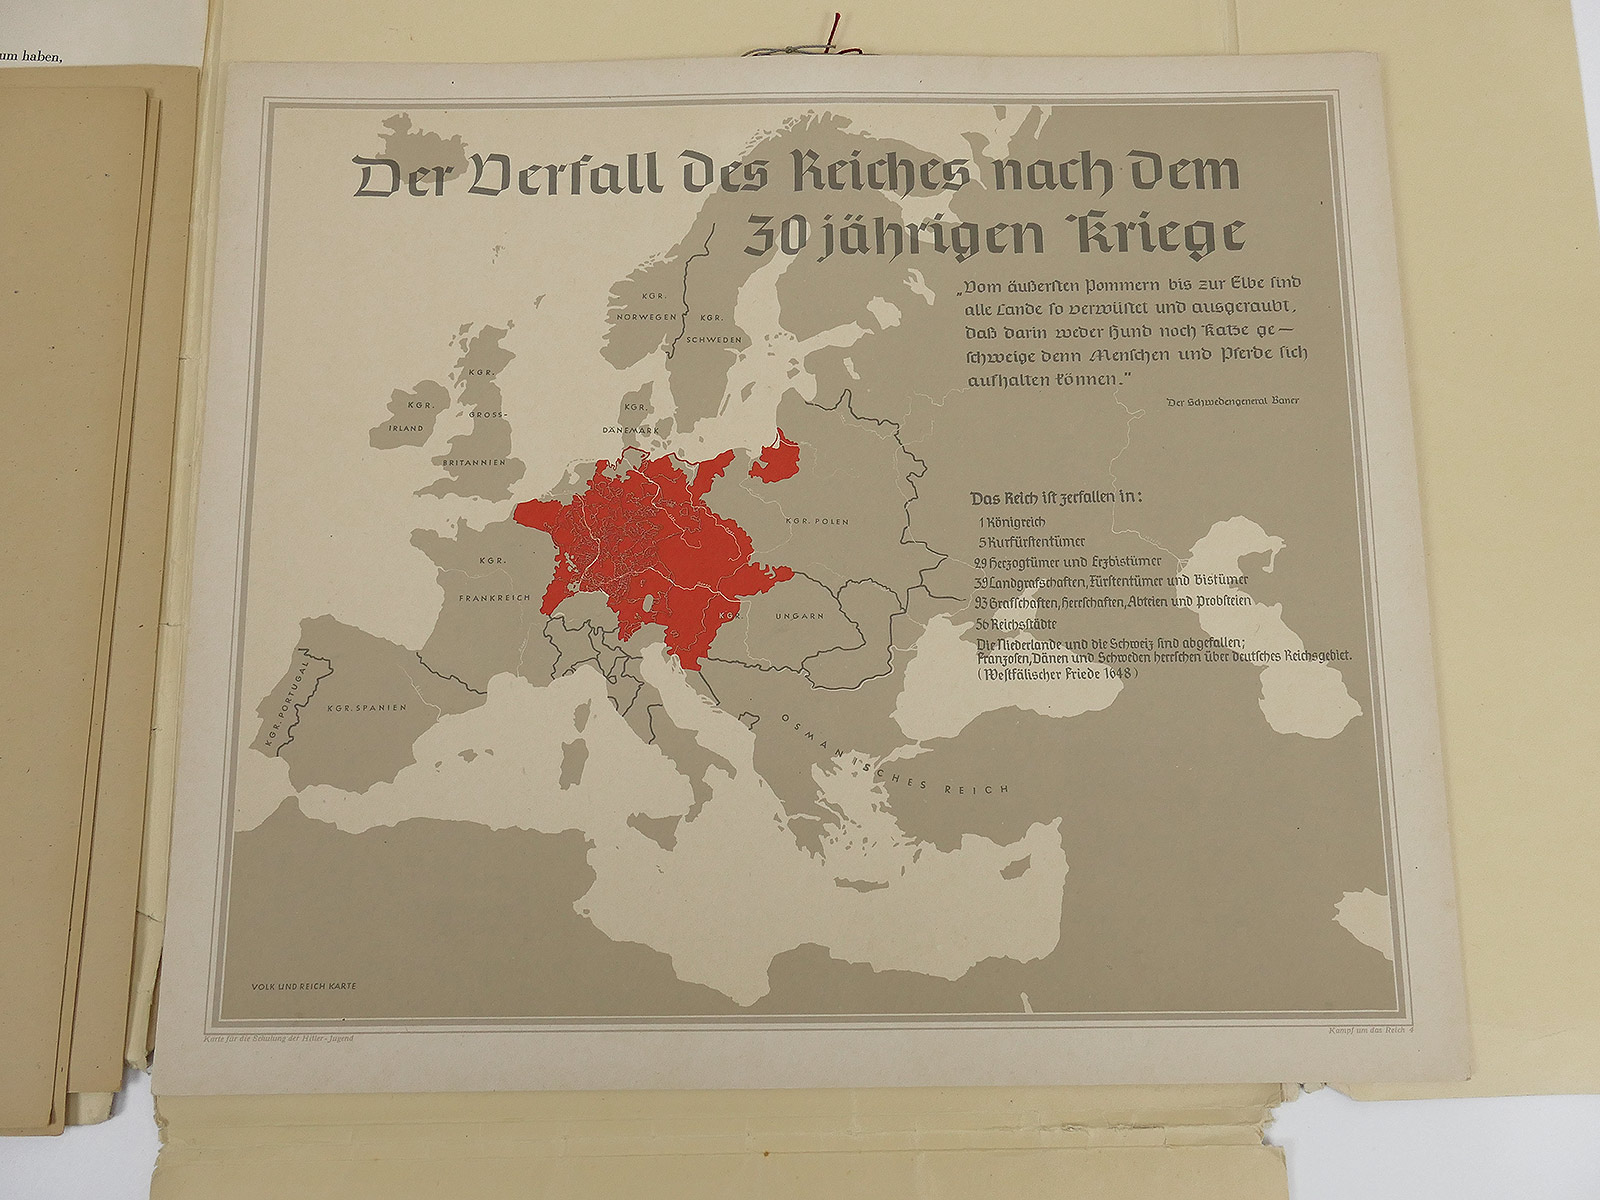 um haben,
Der Verfall des Reiches nach dem
30 jährigen Kriege
„Vom äußersten Pommern bis zur Elbe sind
alle Lande so verwüstet und ausgeraubt,
daß darin weder Hund noch Katze ge—
schweige denn Menschen und Pferde sich
aufhalten können."
Der Schwedengeneral Baner
KGR.
NORWEGEN
KGR.
SCHWEDEN
KGR.
GROSS-
BRITANNIEN
KGR.
IRLAND
KGR.
DÄNEMARK
KGR. POLEN
KGR.
FRANKREICH
KGR. UNGARN
KGR. PORTUGAL
KGR. SPANIEN
OSMANISCHES REICH
Das Reich ist zerfallen in:
1 Königreich
5 Kurfürstentümer
29 Herzogtümer und Erzbistümer
39 Landgrafschaften, Fürstentümer und Bistümer
93 Grafschaften, Herrschaften, Abteien und Probsteien
56 Reichsstädte
Die Niederlande und die Schweiz sind abgefallen;
Franzosen, Dänen und Schweden herrschen über deutsches Reichsgebiet.
(Westfälischer Friede 1648)
VOLK UND REICH KARTE
Karte für die Schulung der Hitler-Jugend
Kampf um das Reich 4